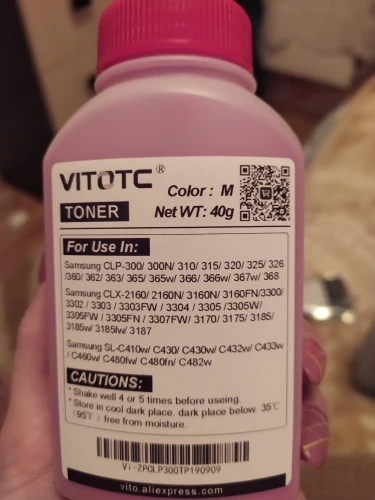 VITOTC ®
TONER
Color : M
Net WT: 40g
For Use In:
Samsung CLP-300/ 300N/ 310/ 315/ 320/ 325/ 326
/360/ 362/ 363/ 365/ 365w/ 366/ 366w/ 367w/ 368
Samsung CLX-2160/ 2160N/ 3160N/ 3160FN/3300/
3302 / 3303 / 3303FW / 3304 / 3305 / 3305W/
3305FW / 3305FN / 3307FW/ 3170/ 3175/ 3185/
3185w/ 3185fw/ 3187
Samsung SL-C410w/ C430/ C430w/ C432w/ C433w
/ C460w/ C480fw/ C480fn/ C482w
CAUTIONS:
* Shake well 4 or 5 times before useing.
* Store in cool dark place. dark place below 35℃
(95℉) free from moisture.
Vi-ZPCLP300TP190909
vito.aliexpress.com